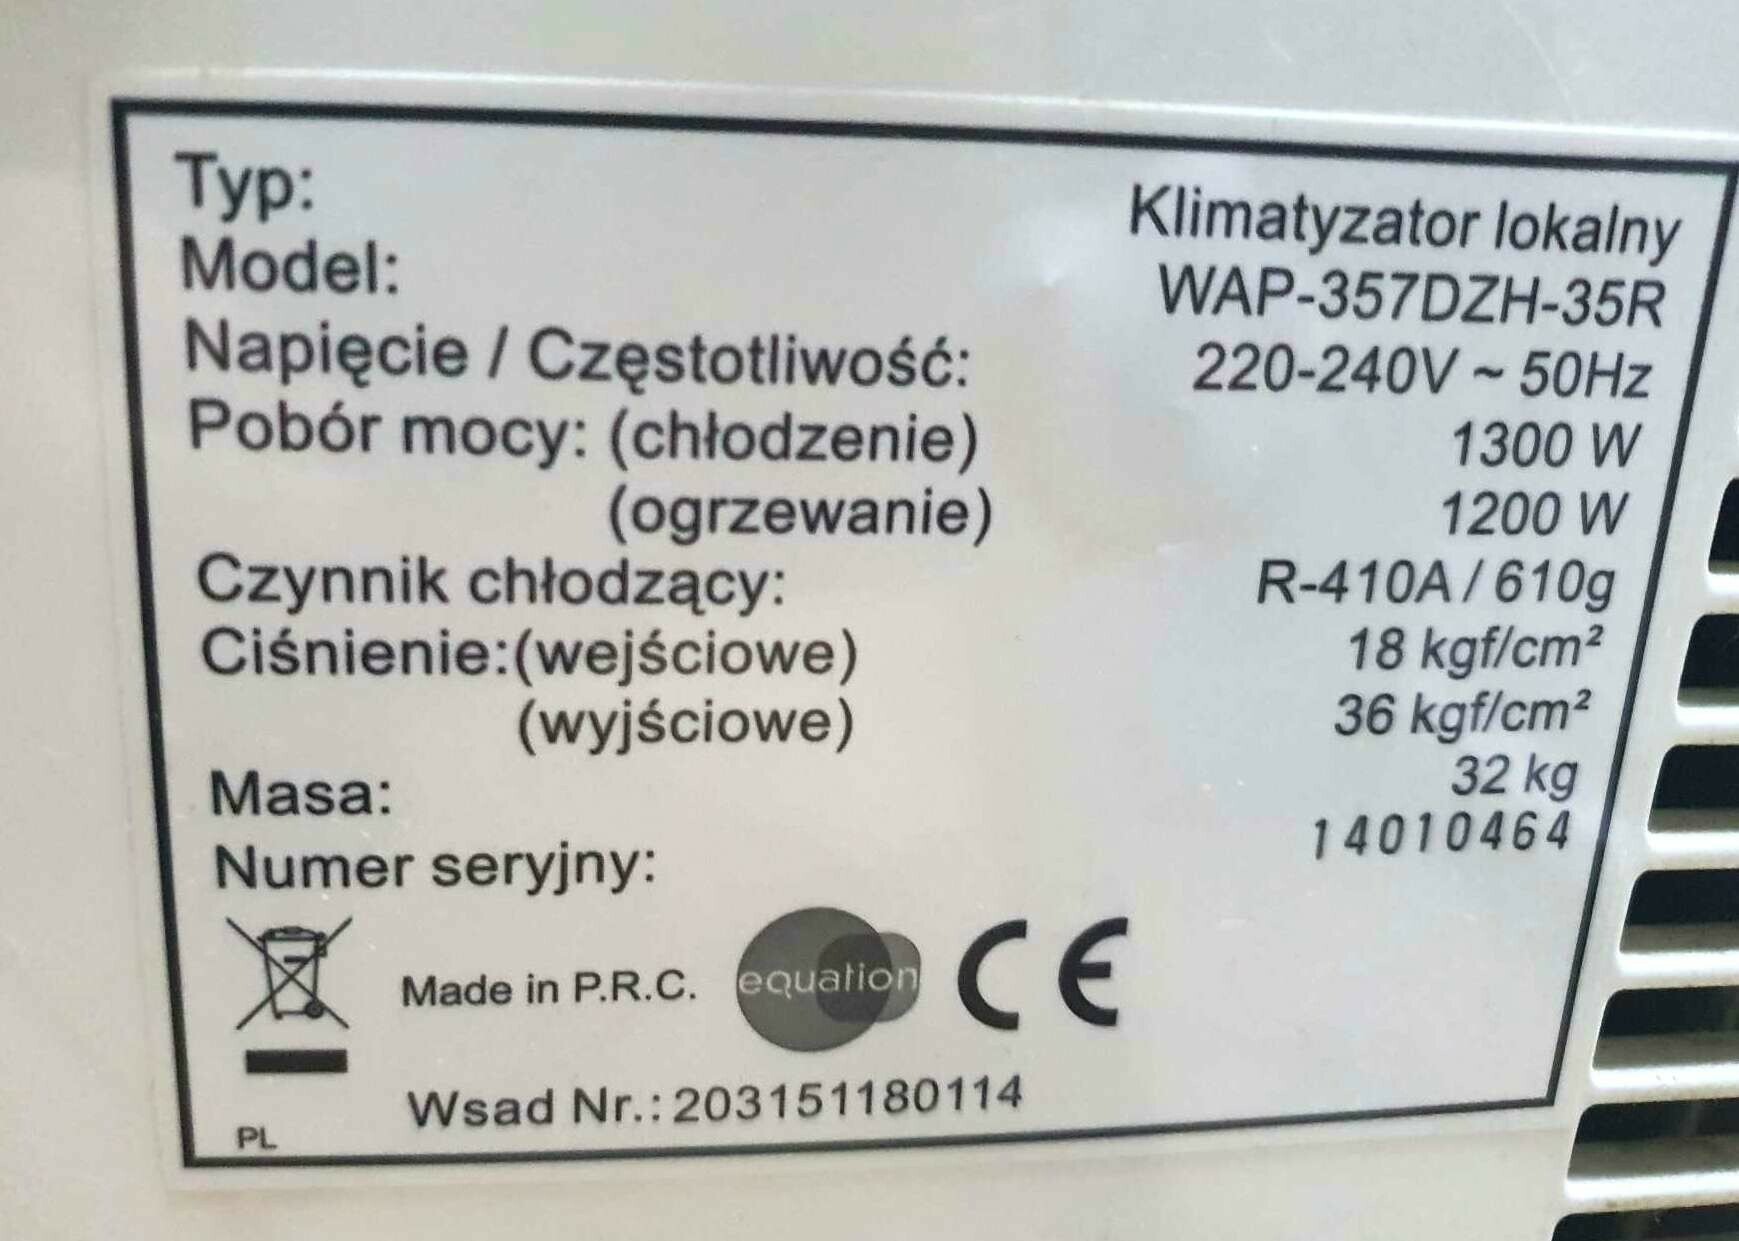 Typ: Klimatyzator lokalny
Model: WAP-357DZH-35R
Napięcie / Częstotliwość: 220-240V ~ 50Hz
Pobór mocy: (chłodzenie) 1300 W
(ogrzewanie) 1200 W
Czynnik chłodzący: R-410A / 610g
Ciśnienie:(wejściowe) 18 kgf/cm²
(wyjściowe) 36 kgf/cm²
Masa: 32 kg
Numer seryjny: 14010464
Made in P.R.C. equation CE
Wsad Nr.: 203151180114
PL